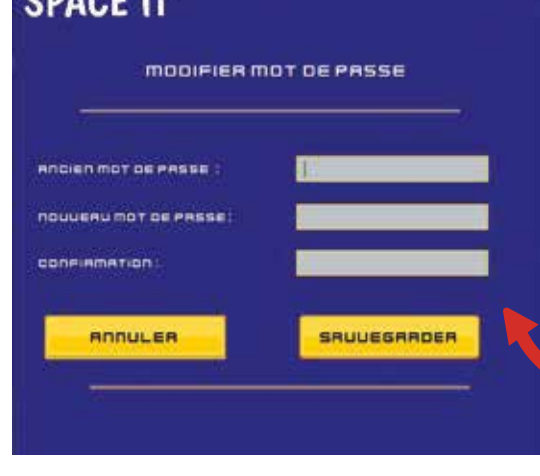 SPACE IT
MODIFIER MOT DE PASSE
ANCIEN MOT DE PASSE :
NOUVEAU MOT DE PASSE :
CONFIRMATION :
ANNULER
SAUVEGARDER